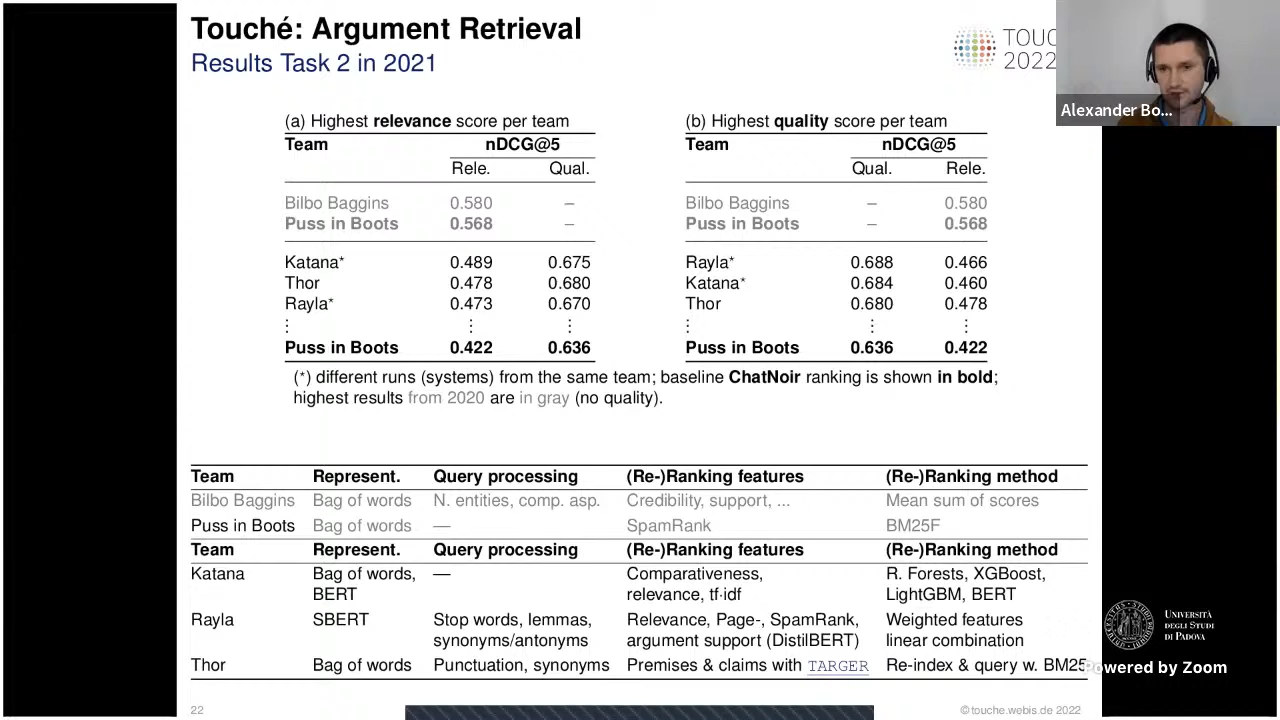 Touché: Argument Retrieval
Results Task 2 in 2021
TOUC
2022
Alexander Bo...
(a) Highest relevance score per team
Team nDCG@5
Rele. Qual.
Bilbo Baggins 0.580 –
Puss in Boots 0.568 –
Katana* 0.489 0.675
Thor 0.478 0.680
Rayla* 0.473 0.670
⋮ ⋮ ⋮
Puss in Boots 0.422 0.636
(b) Highest quality score per team
Team nDCG@5
Qual. Rele.
Bilbo Baggins – 0.580
Puss in Boots – 0.568
Rayla* 0.688 0.466
Katana* 0.684 0.460
Thor 0.680 0.478
⋮ ⋮ ⋮
Puss in Boots 0.636 0.422
(*) different runs (systems) from the same team; baseline ChatNoir ranking is shown in bold;
highest results from 2020 are in gray (no quality).
Team Represent. Query processing (Re-)Ranking features (Re-)Ranking method
Bilbo Baggins Bag of words N. entities, comp. asp. Credibility, support, ... Mean sum of scores
Puss in Boots Bag of words — SpamRank BM25F
Team Represent. Query processing (Re-)Ranking features (Re-)Ranking method
Katana Bag of words, — Comparativeness, R. Forests, XGBoost,
BERT relevance, tf·idf LightGBM, BERT
Rayla SBERT Stop words, lemmas, Relevance, Page-, SpamRank, Weighted features
synonyms/antonyms argument support (DistilBERT) linear combination
Thor Bag of words Punctuation, synonyms Premises & claims with TARGER Re-index & query w. BM25
UNIVERSITÀ
DEGLI STUDI
DI PADOVA
Powered by Zoom
22
© touche.webis.de 2022